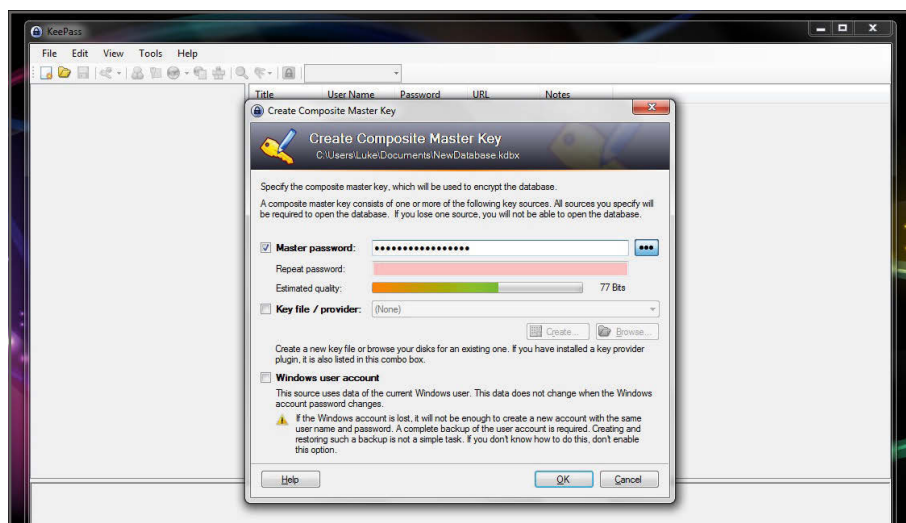 KeePass
File Edit View Tools Help
Title User Name Password URL Notes
Create Composite Master Key
Create Composite Master Key
C:\Users\Luke\Documents\NewDatabase.kdbx
Specify the composite master key, which will be used to encrypt the database.
A composite master key consists of one or more of the following key sources. All sources you specify will
be required to open the database. If you lose one source, you will not be able to open the database.
Master password: •••••••••••••••••
Repeat password:
Estimated quality: 77 Bits
Key file / provider: (None)
Create... Browse...
Create a new key file or browse your disks for an existing one. If you have installed a key provider
plugin, it is also listed in this combo box.
Windows user account
This source uses data of the current Windows user. This data does not change when the Windows
account password changes.
If the Windows account is lost, it will not be enough to create a new account with the same
user name and password. A complete backup of the user account is required. Creating and
restoring such a backup is not a simple task. If you don't know how to do this, don't enable
this option.
Help OK Cancel